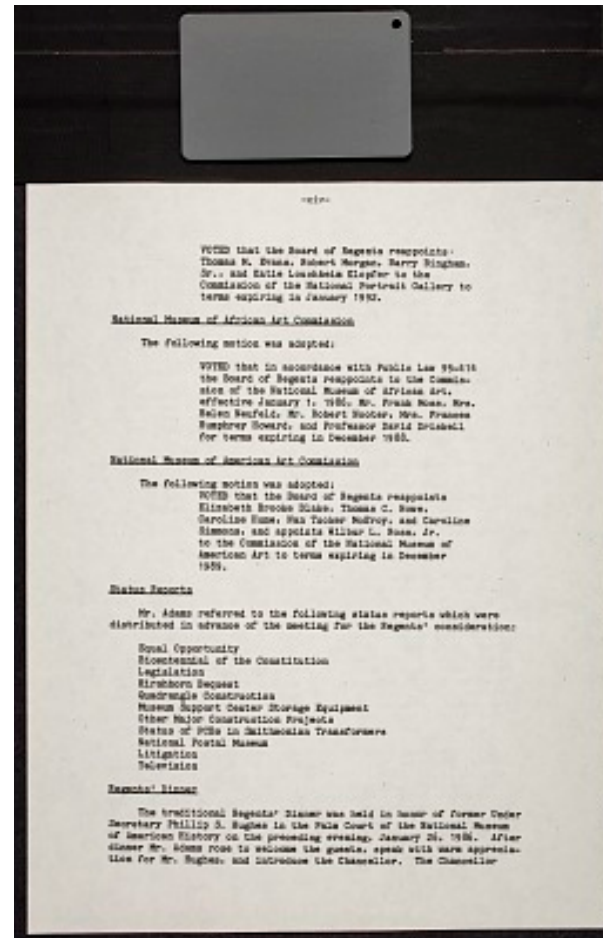 -xiv-
VOTED that the Board of Regents reappoints
Thomas M. Evans, Robert Morgan, Barry Bingham,
Sr., and Katie Louchheim Klopfer to the
Commission of the National Portrait Gallery to
terms expiring in January 1992.
National Museum of African Art Commission
The following motion was adopted:
VOTED that in accordance with Public Law
the Board of Regents reappoints to the Commis-
sion of the National Museum of African Art,
effective January 1, 1986, Mr. Frank Moss, Mrs.
Helen Neufeld, Mr. Robert Nooter, Mrs. Frances
Humphrey Howard, and Professor David Driskell
for terms expiring in December 1988.
National Museum of American Art Commission
The following motion was adopted:
VOTED that the Board of Regents reappoints
Elizabeth Brooke Blake, Thomas C. Howe,
Caroline Hume, Nan Tucker McEvoy, and Caroline
Simmons, and appoints Wilbur L. Ross, Jr.
to the Commission of the National Museum of
American Art to terms expiring in December
1989.
Status Reports
Mr. Adams referred to the following status reports which were
distributed in advance of the meeting for the Regents' consideration:
Equal Opportunity
Bicentennial of the Constitution
Legislation
Hirshhorn Bequest
Quadrangle Construction
Museum Support Center Storage Equipment
Other Major Construction Projects
Status of PCBs in Smithsonian Transformers
National Postal Museum
Litigation
Television
Regents' Dinner
The traditional Regents' Dinner was held in honor of former Under
Secretary Phillip S. Hughes in the Palm Court of the National Museum
of American History on the preceding evening, January 26, 1986. After
dinner Mr. Adams rose to welcome the guests, speak with warm apprecia-
tion for Mr. Hughes, and introduce the Chancellor. The Chancellor